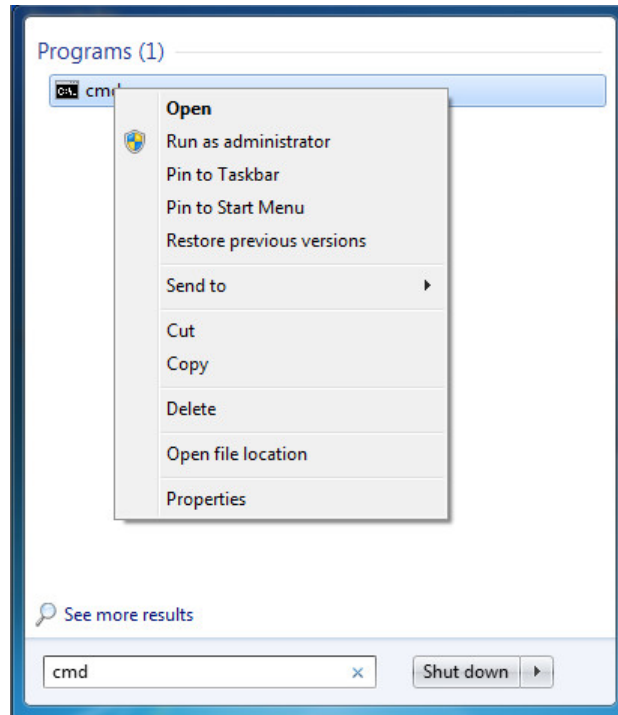 Programs (1)
cmd
Open
Run as administrator
Pin to Taskbar
Pin to Start Menu
Restore previous versions
Send to
Cut
Copy
Delete
Open file location
Properties
See more results
cmd
Shut down